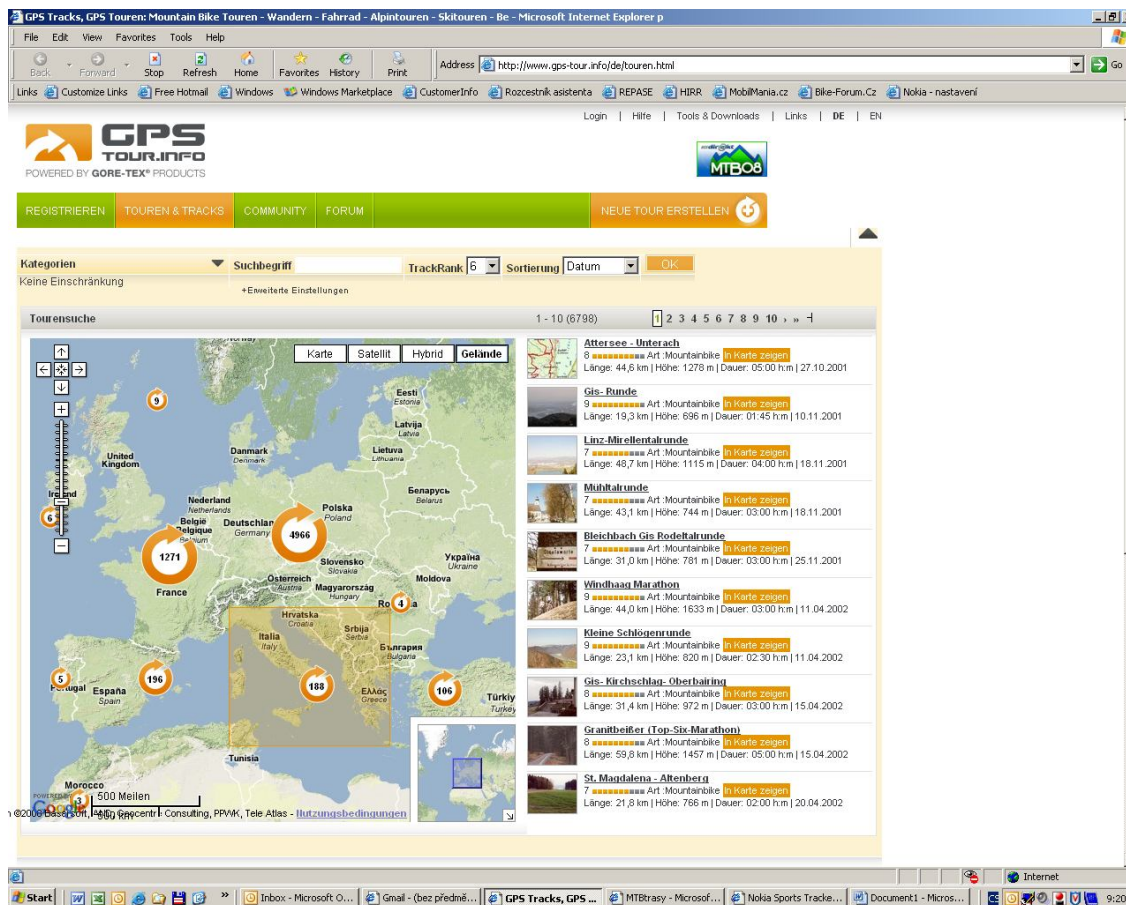 GPS Tracks, GPS Touren: Mountain Bike Touren - Wandern - Fahrrad - Alpintouren - Skitouren - Be - Microsoft Internet Explorer p
File Edit View Favorites Tools Help
Back Forward Stop Refresh Home Favorites History Print Address http://www.gps-tour.info/de/touren.html Go
Links Customize Links Free Hotmail Windows Windows Marketplace CustomerInfo Rozcestník asistenta REPASE HIRR MobilMania.cz Bike-Forum.Cz Nokia - nastavení
Login | Hilfe | Tools & Downloads | Links | DE | EN
GPS
TOUR.INFO
POWERED BY GORE-TEX® PRODUCTS
MTB08
REGISTRIEREN TOUREN & TRACKS COMMUNITY FORUM NEUE TOUR ERSTELLEN
Kategorien Suchbegriff TrackRank 6 Sortierung Datum OK
Keine Einschränkung
+Erweiterte Einstellungen
Tourensuche 1 - 10 (6798) 1 2 3 4 5 6 7 8 9 10 › »
Karte Satellit Hybrid Gelände
Norway
9
Eesti
Estonia
Latvija
Latvia
United Kingdom
Danmark
Denmark
Lietuva
Lithuania
Ireland
6
Nederland
Netherlands
Беларусь
Belarus
België
Belgique
Belgium
Deutschland
Germany
Polska
Poland
4966
1271
Slovensko
Slovakia
Україна
Ukraine
France
Österreich
Austria
Magyarország
Hungary
Moldova
4
Hrvatska
Croatia
Italia
Italy
Srbija
Serbia
България
Bulgaria
5
Portugal
196
España
Spain
188
Ελλάς
Greece
106
Türkiy
Turkey
Tunisia
Morocco
3
POWERED BY
Google
500 Meilen
500 km
Consulting, PPWK, Tele Atlas - Nutzungsbedingungen
Attersee - Unterach
8 Art :Mountainbike In Karte zeigen
Länge: 44,6 km | Höhe: 1278 m | Dauer: 05:00 h:m | 27.10.2001
Gis- Runde
9 Art :Mountainbike In Karte zeigen
Länge: 19,3 km | Höhe: 696 m | Dauer: 01:45 h:m | 10.11.2001
Linz-Mirellentalrunde
7 Art :Mountainbike In Karte zeigen
Länge: 48,7 km | Höhe: 1115 m | Dauer: 04:00 h:m | 18.11.2001
Mühltalrunde
7 Art :Mountainbike In Karte zeigen
Länge: 43,1 km | Höhe: 744 m | Dauer: 03:00 h:m | 18.11.2001
Bleichbach Gis Rodeltalrunde
7 Art :Mountainbike In Karte zeigen
Länge: 31,0 km | Höhe: 781 m | Dauer: 03:00 h:m | 25.11.2001
Windhaag Marathon
9 Art :Mountainbike In Karte zeigen
Länge: 44,0 km | Höhe: 1633 m | Dauer: 03:00 h:m | 11.04.2002
Kleine Schlögenrunde
9 Art :Mountainbike In Karte zeigen
Länge: 23,1 km | Höhe: 820 m | Dauer: 02:30 h:m | 11.04.2002
Gis- Kirchschlag- Oberbairing
8 Art :Mountainbike In Karte zeigen
Länge: 31,4 km | Höhe: 972 m | Dauer: 03:00 h:m | 15.04.2002
Granitbeißer (Top-Six-Marathon)
8 Art :Mountainbike In Karte zeigen
Länge: 59,8 km | Höhe: 1457 m | Dauer: 05:00 h:m | 15.04.2002
St. Magdalena - Altenberg
7 Art :Mountainbike In Karte zeigen
Länge: 21,8 km | Höhe: 766 m | Dauer: 02:00 h:m | 20.04.2002
Internet
Start » Inbox - Microsoft O... Gmail - (bez předmě... GPS Tracks, GPS ... MTBtrasy - Microsof... Nokia Sports Tracke... Document1 - Micros... 9:20